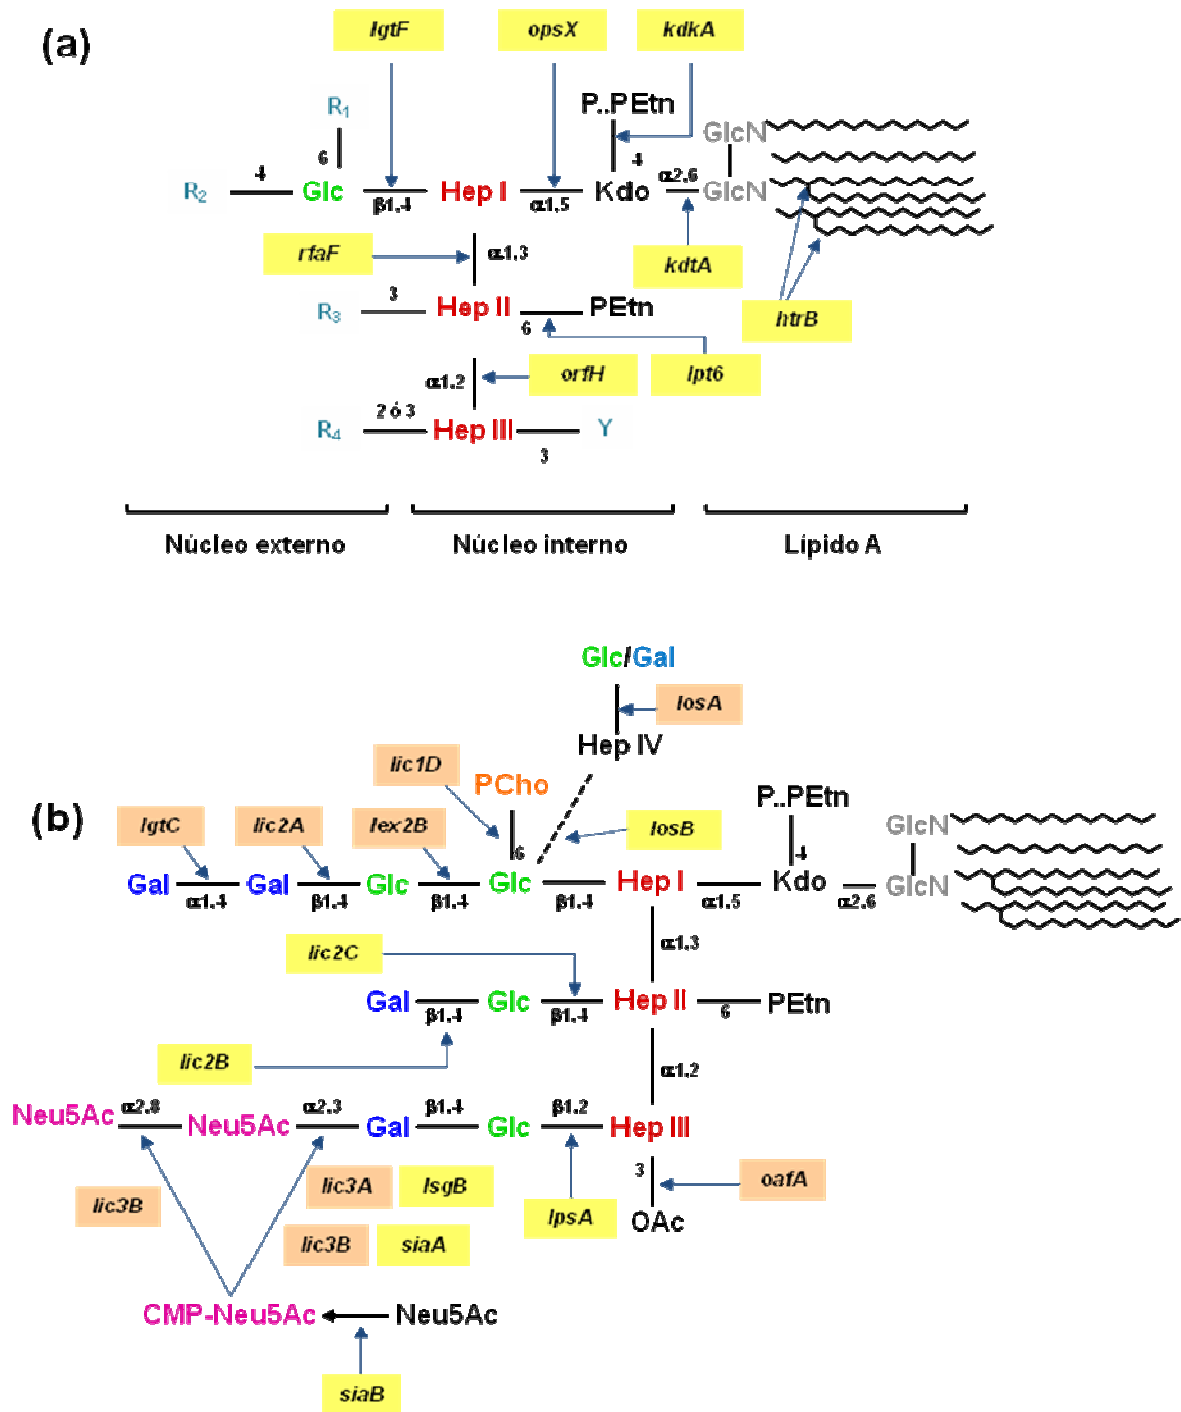 (a)
lgtF
opsX
kdkA
P..PEtn
R1
6
4
GlcN
R2
4
Glc
β1,4
Hep I
α1,5
Kdo
α2,6
GlcN
rfaF
α1,3
kdtA
R3
3
Hep II
6
PEtn
htrB
α1,2
orfH
lpt6
R4
2 ó 3
Hep III
3
Y
Núcleo externo
Núcleo interno
Lípido A
Glc/Gal
losA
Hep IV
lic1D
PCho
(b)
lgtC
lic2A
lex2B
6
losB
P..PEtn
4
GlcN
Gal
α1,4
Gal
β1,4
Glc
β1,4
Glc
β1,4
Hep I
α1,5
Kdo
α2,6
GlcN
α1,3
lic2C
Gal
β1,4
Glc
β1,4
Hep II
6
PEtn
lic2B
α1,2
Neu5Ac
α2,8
Neu5Ac
α2,3
Gal
β1,4
Glc
β1,2
Hep III
lic3B
lic3A
lsgB
3
oafA
lic3B
siaA
lpsA
OAc
CMP-Neu5Ac
Neu5Ac
siaB